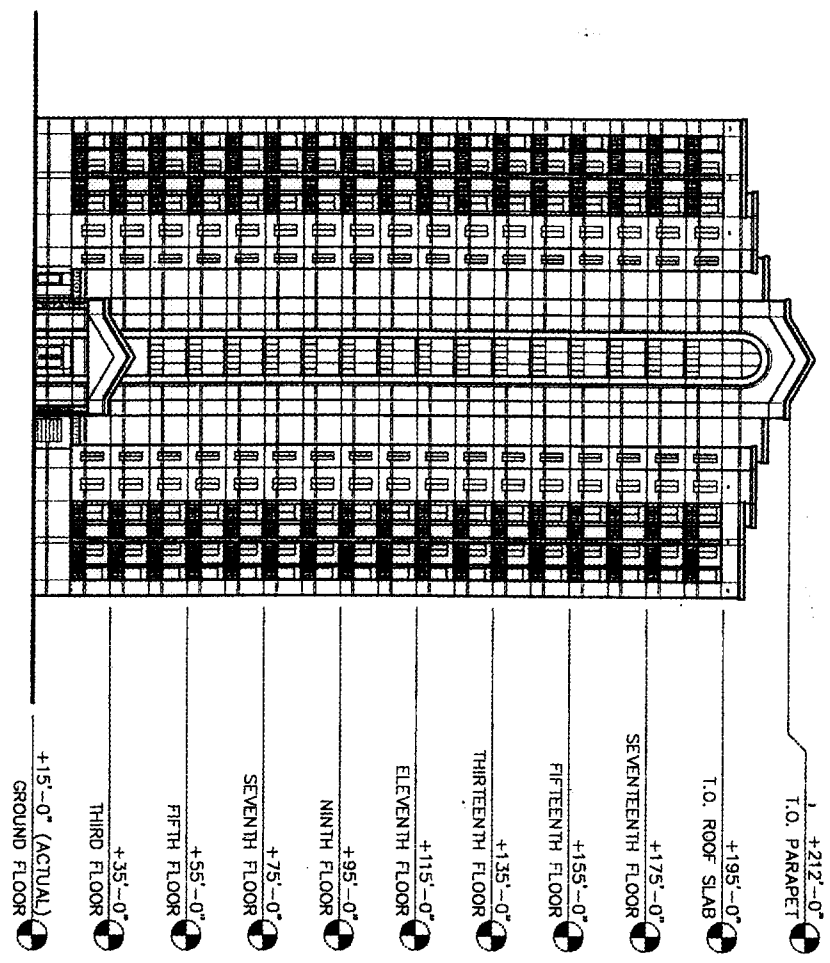 +212'-0"
T.O. PARAPET
+195'-0"
T.O. ROOF SLAB
+175'-0"
SEVENTEENTH FLOOR
+155'-0"
FIFTEENTH FLOOR
+135'-0"
THIRTEENTH FLOOR
+115'-0"
ELEVENTH FLOOR
+95'-0"
NINTH FLOOR
+75'-0"
SEVENTH FLOOR
+55'-0"
FIFTH FLOOR
+35'-0"
THIRD FLOOR
+15'-0" (ACTUAL)
GROUND FLOOR